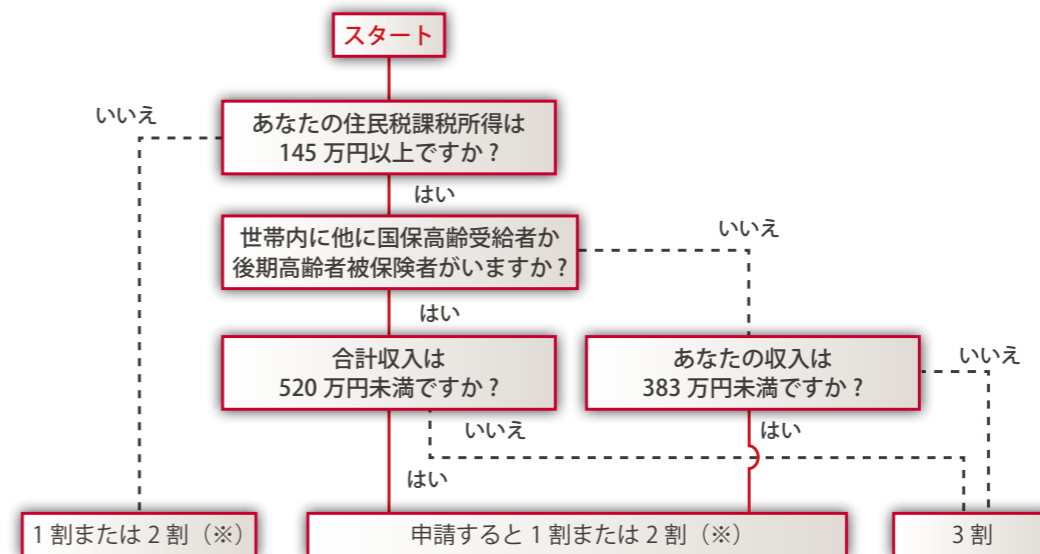 スタート
いいえ
あなたの住民税課税所得は
145 万円以上ですか ?
はい
世帯内に他に国保高齢受給者か
後期高齢者被保険者がいますか ?
いいえ
はい
合計収入は
520 万円未満ですか ?
あなたの収入は
383 万円未満ですか ?
いいえ
いいえ
はい
はい
1 割または 2 割（※）
申請すると 1 割または 2 割（※）
3 割